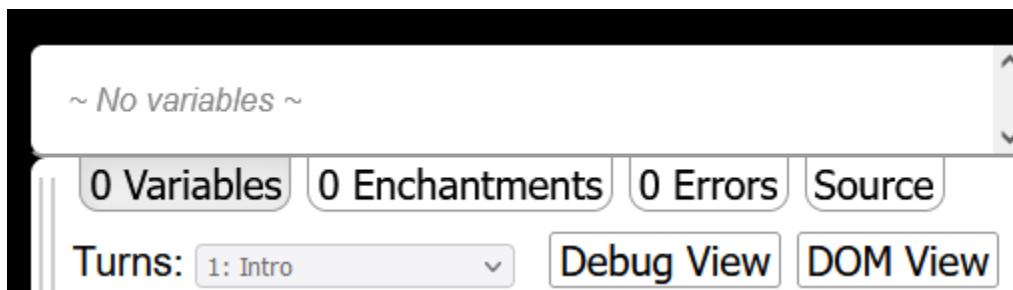 ~ No variables ~
0 Variables 0 Enchantments 0 Errors Source
Turns: 1: Intro Debug View DOM View